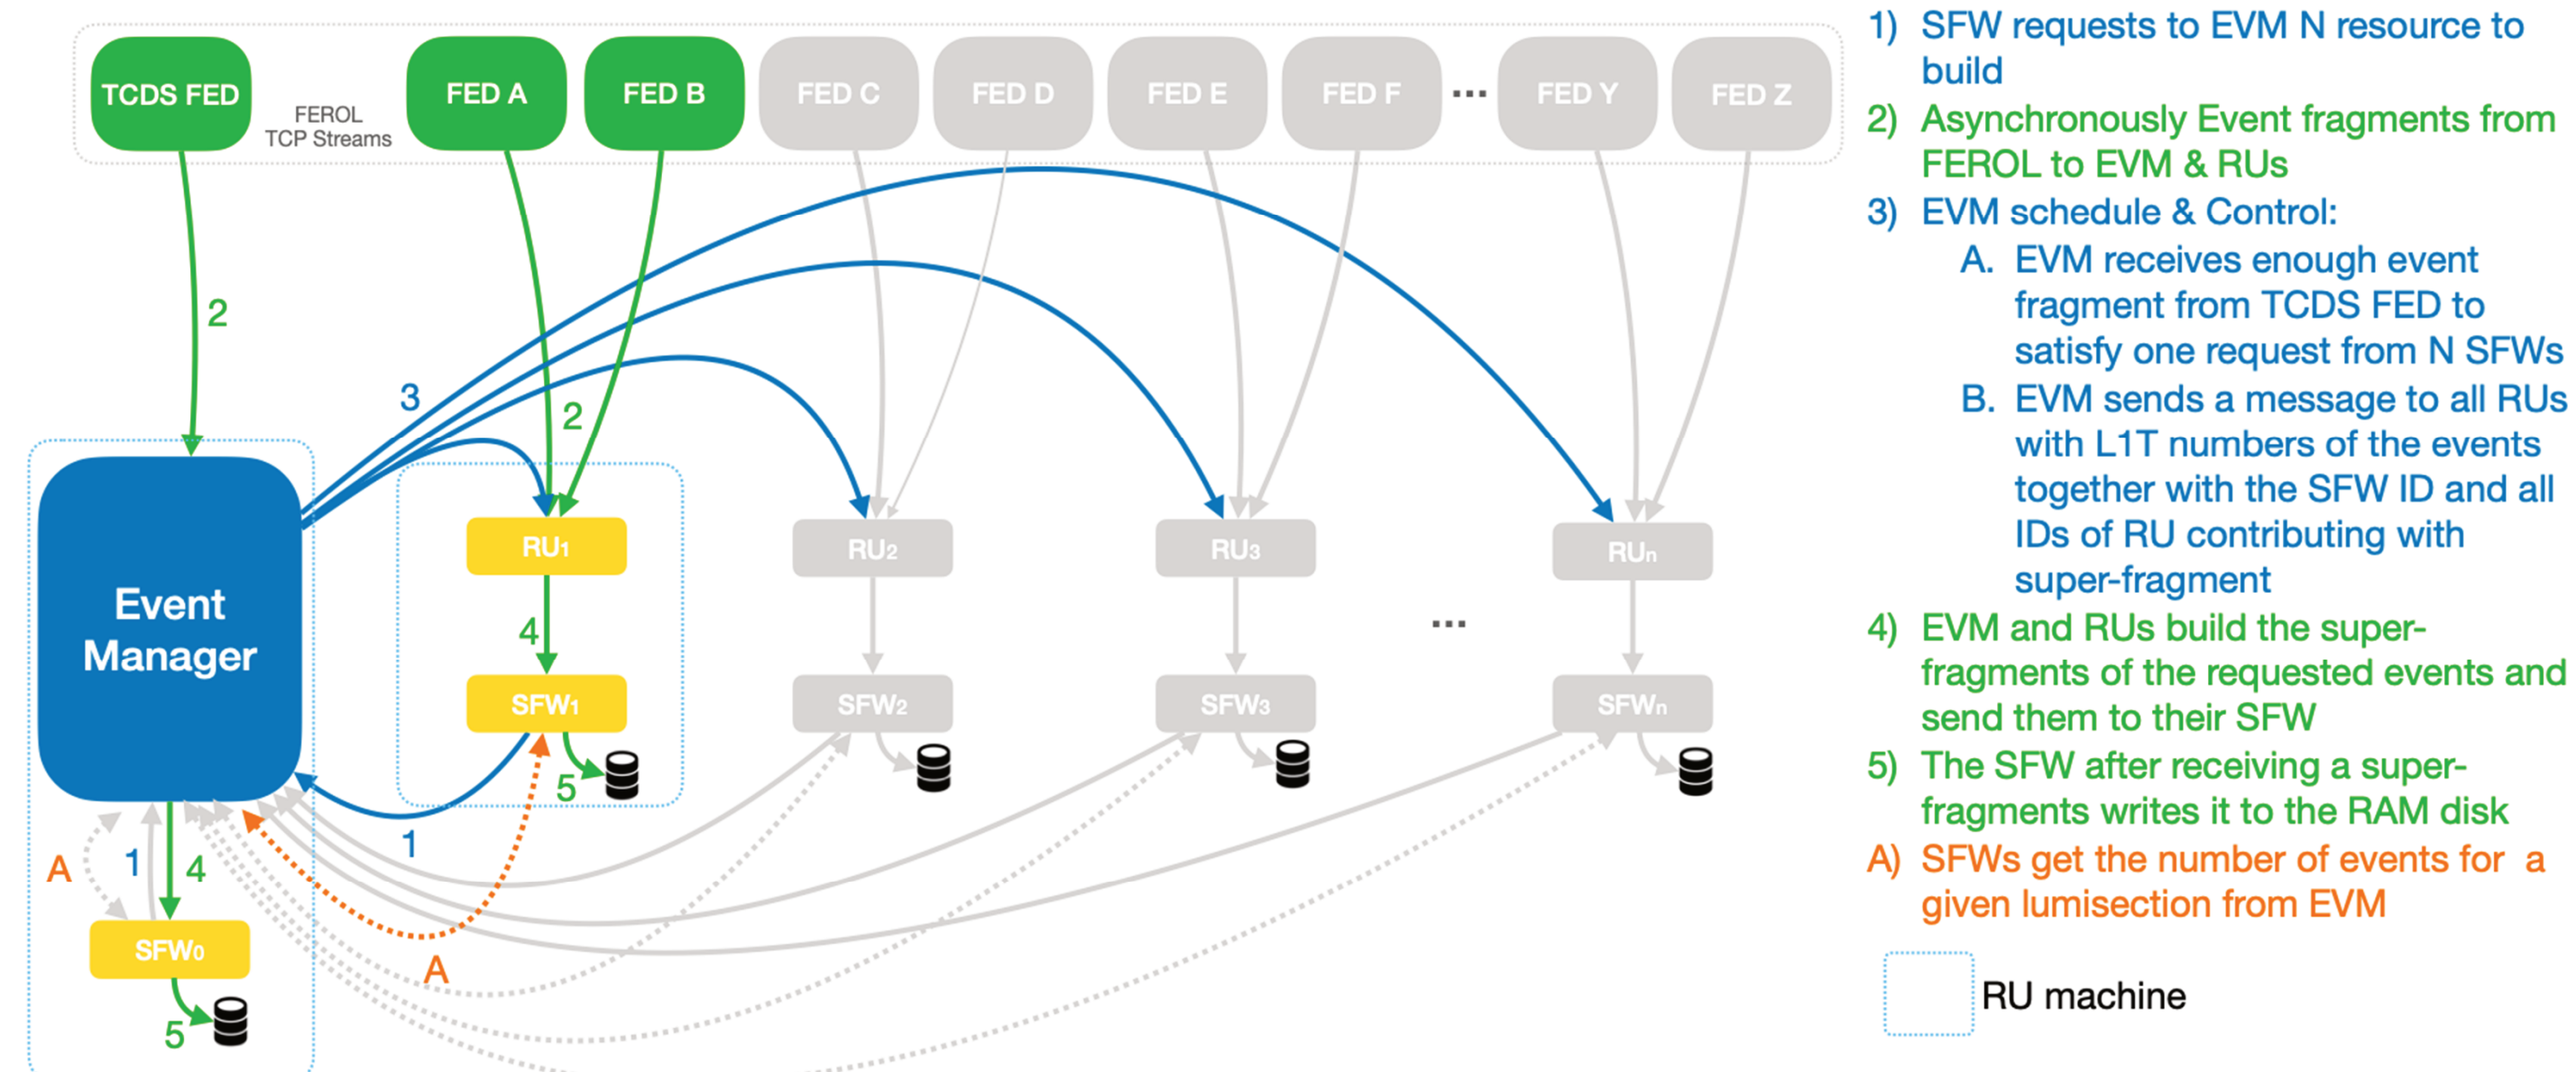 TCDS FED
FEROL
TCP Streams
FED A
FED B
FED C
FED D
FED E
FED F
...
FED Y
FED Z
2
3
2
Event
Manager
RU1
RU2
RU3
RUn
4
...
SFW1
SFW2
SFW3
SFWn
5
1
A
1
4
A
SFW0
5
1) SFW requests to EVM N resource to
build
2) Asynchronously Event fragments from
FEROL to EVM & RUs
3) EVM schedule & Control:
A. EVM receives enough event
fragment from TCDS FED to
satisfy one request from N SFWs
B. EVM sends a message to all RUs
with L1T numbers of the events
together with the SFW ID and all
IDs of RU contributing with
super-fragment
4) EVM and RUs build the super-
fragments of the requested events and
send them to their SFW
5) The SFW after receiving a super-
fragments writes it to the RAM disk
A) SFWs get the number of events for a
given lumisection from EVM
RU machine